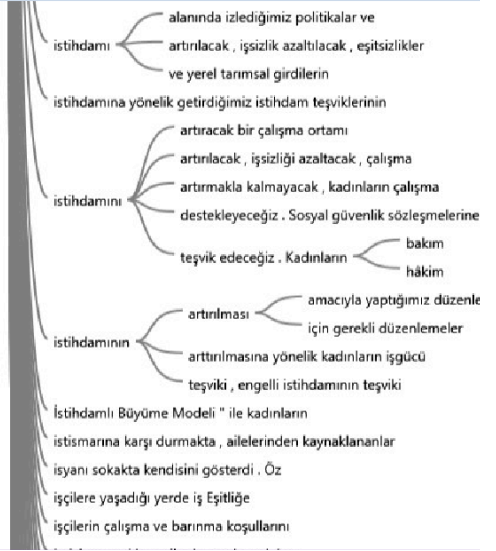 alanında izlediğimiz politikalar ve
istihdamı
artırılacak , işsizlik azaltılacak , eşitsizlikler
ve yerel tarımsal girdilerin
istihdamına yönelik getirdiğimiz istihdam teşviklerinin
artıracak bir çalışma ortamı
artırılacak , işsizliği azaltacak , çalışma
istihdamını
artırmakla kalmayacak , kadınların çalışma
destekleyeceğiz . Sosyal güvenlik sözleşmelerine
teşvik edeceğiz . Kadınların
bakım
hâkim
istihdamının
artırılması
amacıyla yaptığımız düzenle
için gerekli düzenlemeler
arttırılmasına yönelik kadınların işgücü
teşviki , engelli istihdamının teşviki
İstihdamlı Büyüme Modeli " ile kadınların
istismarına karşı durmakta , ailelerinden kaynaklananlar
isyanı sokakta kendisini gösterdi . Öz
işçilere yaşadığı yerde iş Eşitliğe
işçilerin çalışma ve barınma koşullarını